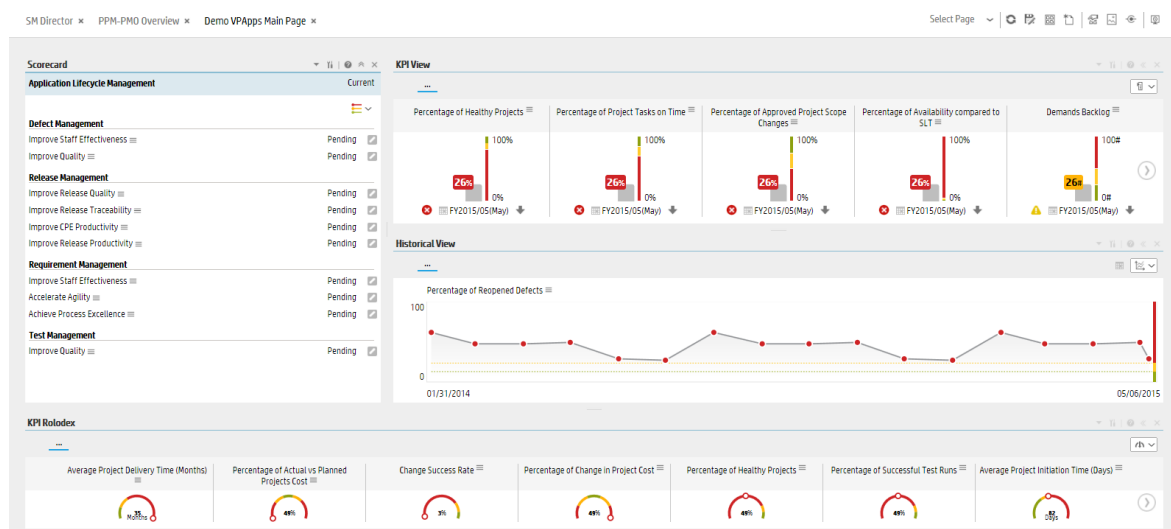 SM Director × PPM-PMO Overview × Demo VPApps Main Page ×
Select Page
Scorecard
Application Lifecycle Management Current
Defect Management
Improve Staff Effectiveness Pending
Improve Quality Pending
Release Management
Improve Release Quality Pending
Improve Release Traceability Pending
Improve CPE Productivity Pending
Improve Release Productivity Pending
Requirement Management
Improve Staff Effectiveness Pending
Accelerate Agility Pending
Achieve Process Excellence Pending
Test Management
Improve Quality Pending
KPI View
...
Percentage of Healthy Projects
100%
26%
0%
FY2015/05(May)
Percentage of Project Tasks on Time
100%
26%
0%
FY2015/05(May)
Percentage of Approved Project Scope
Changes
100%
26%
0%
FY2015/05(May)
Percentage of Availability compared to
SLT
100%
26%
0%
FY2015/05(May)
Demands Backlog
100#
26#
0#
FY2015/05(May)
Historical View
...
Percentage of Reopened Defects
100
0
01/31/2014 05/06/2015
KPI Rolodex
...
Average Project Delivery Time (Months)
35
Months
Percentage of Actual vs Planned
Projects Cost
49%
Change Success Rate
3%
Percentage of Change in Project Cost
49%
Percentage of Healthy Projects
49%
Percentage of Successful Test Runs
49%
Average Project Initiation Time (Days)
82
Days